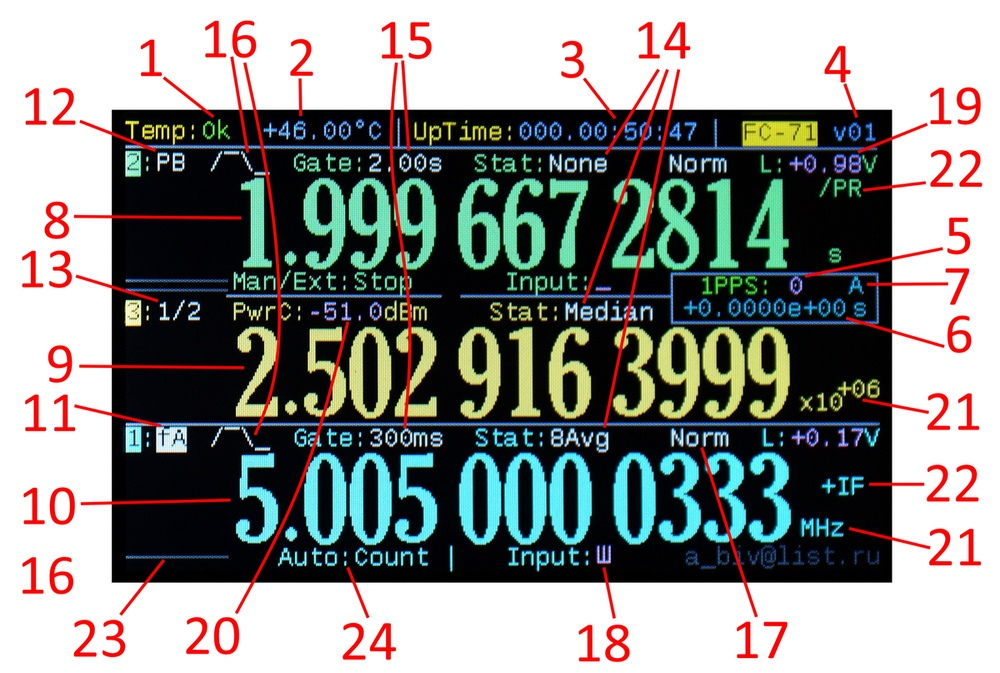 16 2 15 3 14 4
1
12 19
Temp:Ok +46.00°C | UpTime:000.00:50:47 | FC-71 v01
2:PB Gate:2.00s Stat:None Norm L:+0.98V
22
/PR
8 1.999 667 2814 s
5
13 Man/Ext:Stop Input:_
1PPS: 0 A 7
3:1/2 PwrC:-51.0dBm Stat:Median +0.0000e+00s
6
9 2.502 916 3999 x10+06
21
11
1:fA Gate:300ms Stat:8Avg Norm L:+0.17V
10 5.005 000 0333 +IF 22
MHz 21
16 Auto:Count | Input:Ш a_biv@list.ru
23 20 24 18 17